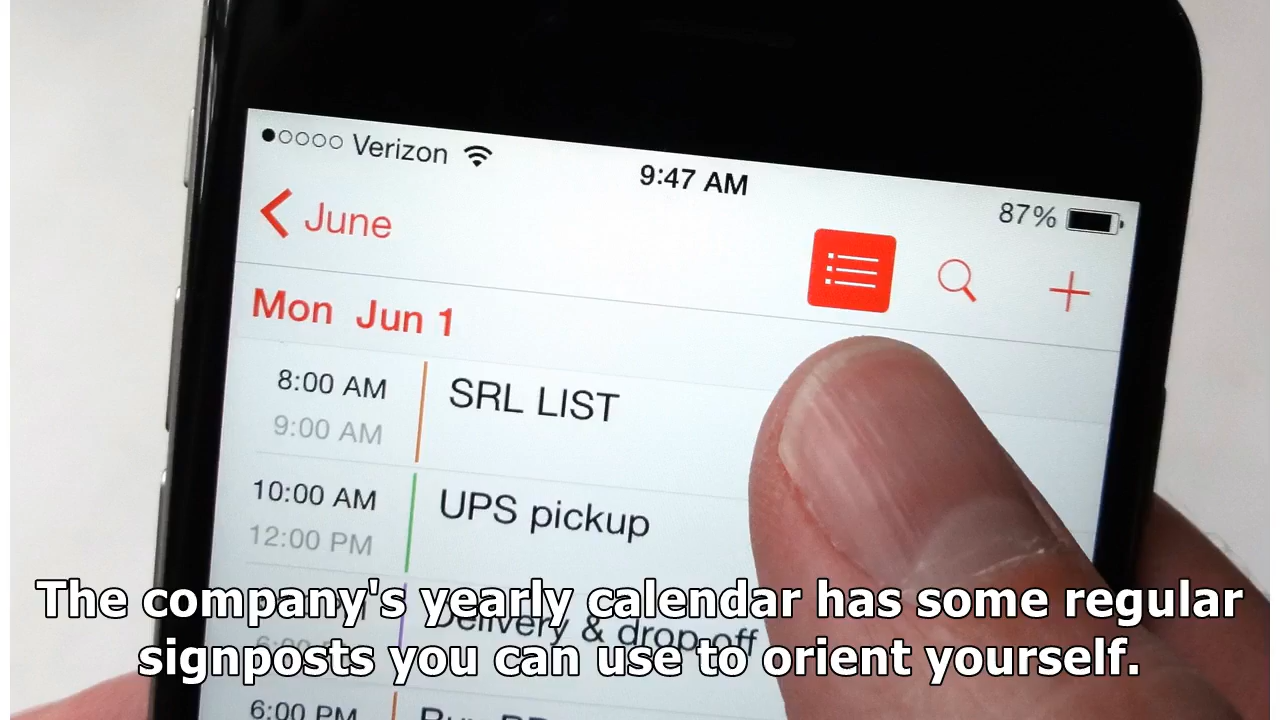 Verizon
9:47 AM
87%
June
Mon Jun 1
8:00 AM
SRL LIST
9:00 AM
10:00 AM
UPS pickup
12:00 PM
Delivery & drop off
6:00 PM
The company's yearly calendar has some regular
signposts you can use to orient yourself.